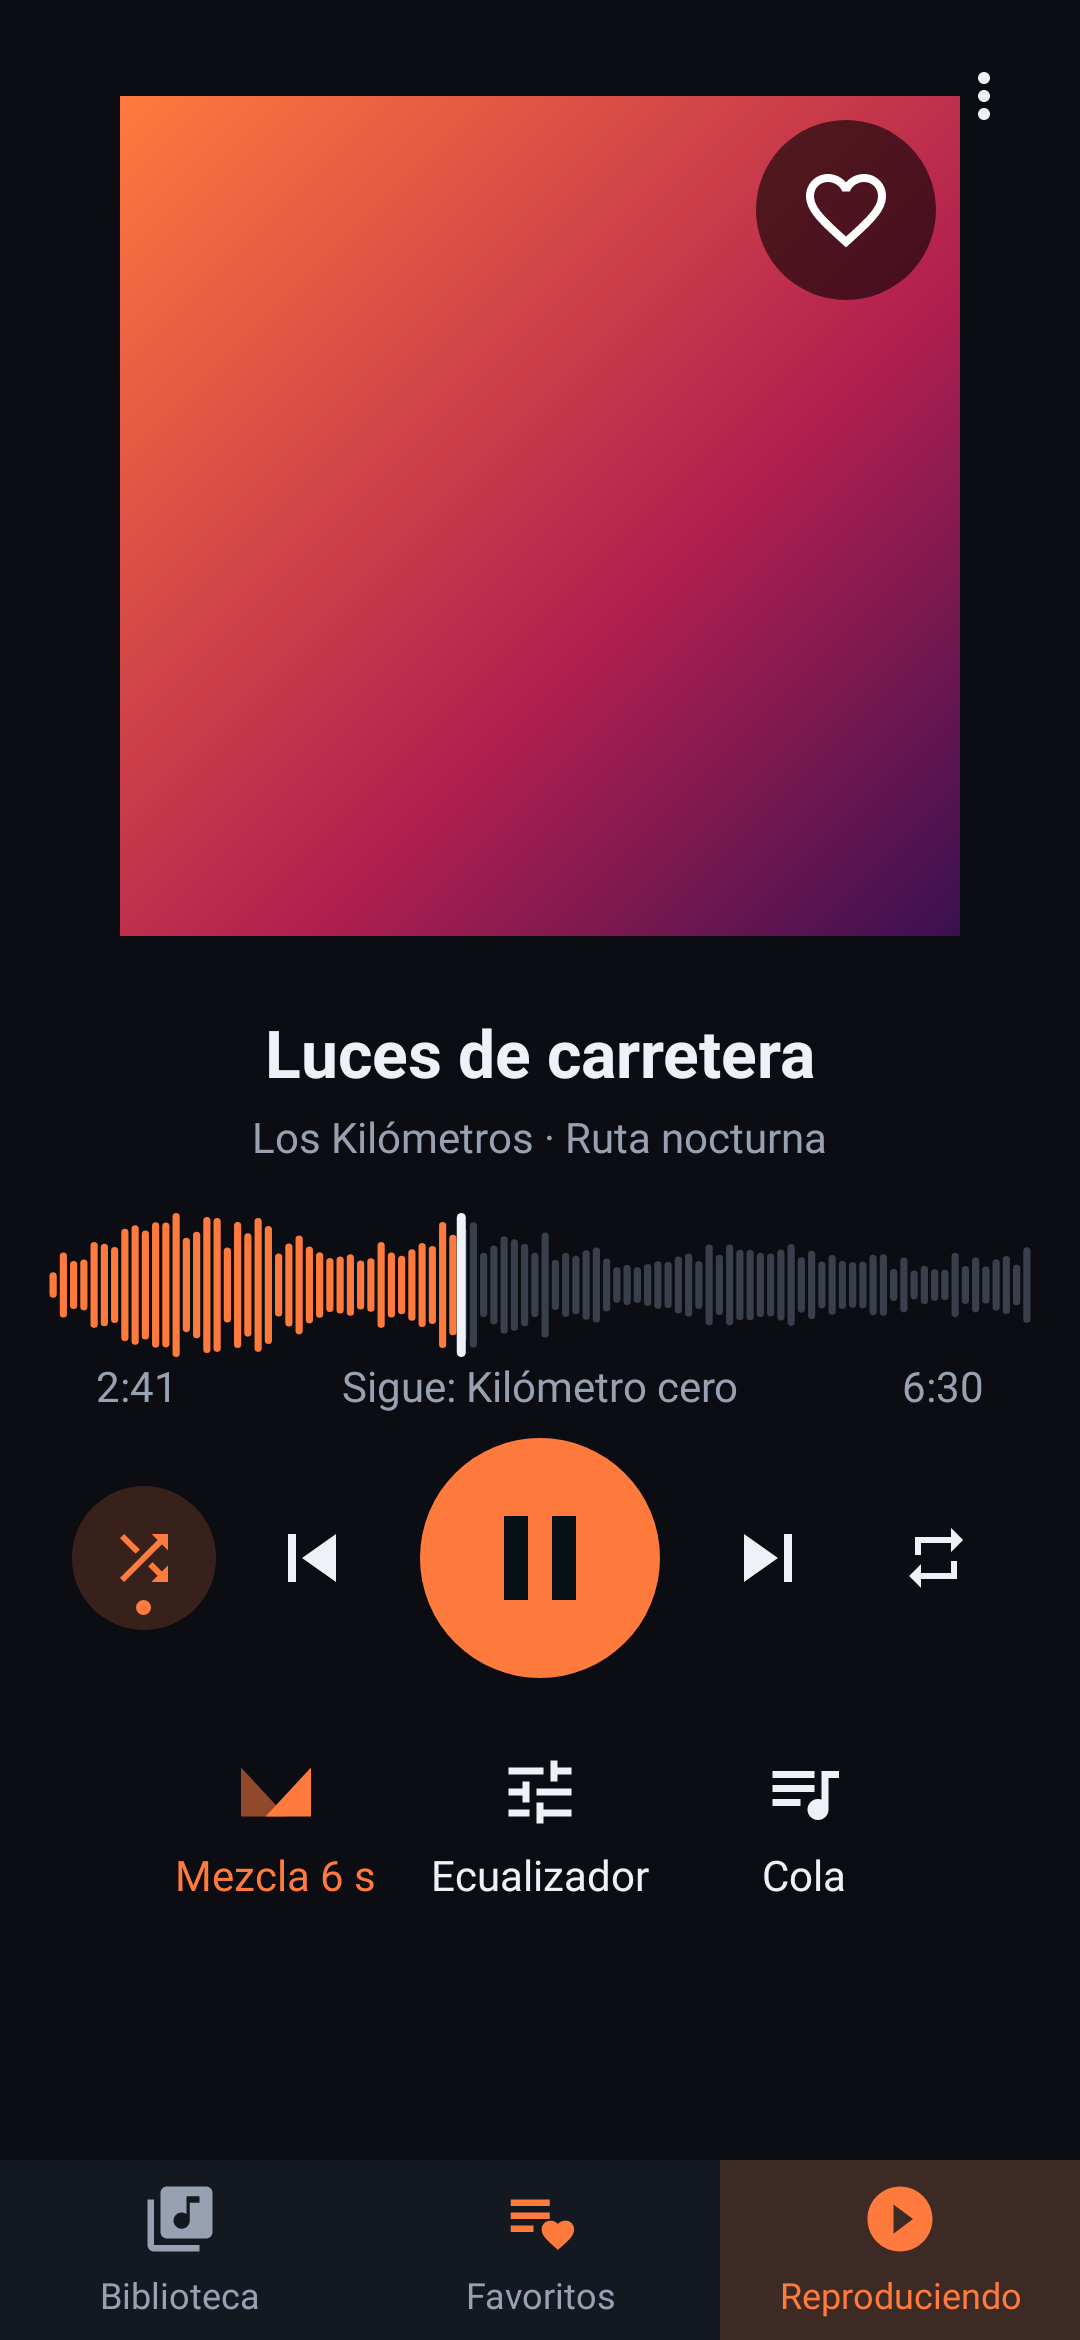 Luces de carretera
Los Kilómetros · Ruta nocturna
2:41 Sigue: Kilómetro cero 6:30
Mezcla 6 s Ecualizador Cola
Biblioteca Favoritos Reproduciendo